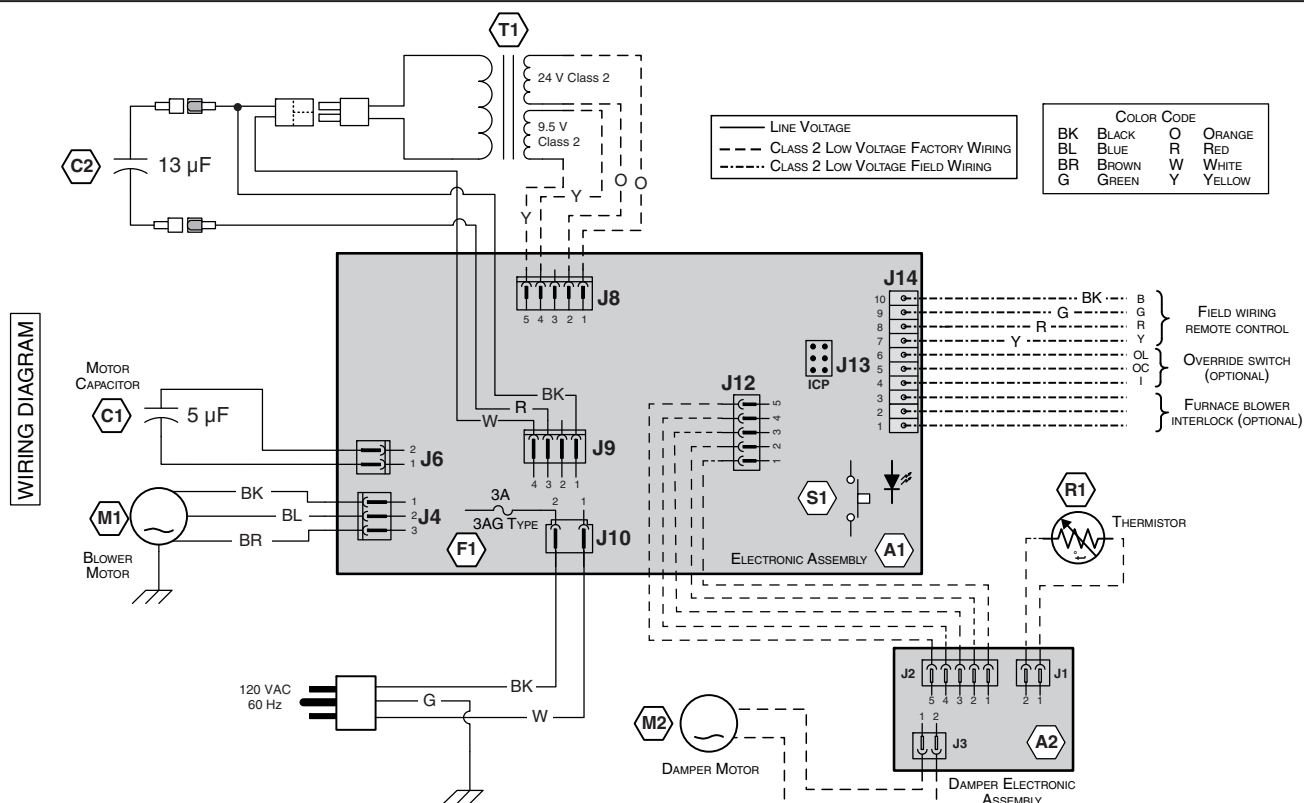 T1
24 V Class 2
9.5 V
Class 2
C2
13 µF
O O
Y Y
LINE VOLTAGE
CLASS 2 LOW VOLTAGE FACTORY WIRING
CLASS 2 LOW VOLTAGE FIELD WIRING
COLOR CODE
BK BLACK O ORANGE
BL BLUE R RED
BR BROWN W WHITE
G GREEN Y YELLOW
WIRING DIAGRAM
J8
5 4 3 2 1
J14
10 BK B
9 G G
8 R R
7 Y Y
6 OL
5 OC
4 I
3
2
1
FIELD WIRING
REMOTE CONTROL
OVERRIDE SWITCH
(OPTIONAL)
FURNACE BLOWER
INTERLOCK (OPTIONAL)
J13
ICP
J12
5
4
3
2
1
MOTOR
CAPACITOR
C1
5 µF
2
1
J6
BK
R
W
J9
4 3 2 1
M1
BLOWER
MOTOR
BK
BL
BR
1
2
3
J4
3A
3AG TYPE
F1
2 1
J10
S1
ELECTRONIC ASSEMBLY
A1
R1
THERMISTOR
120 VAC
60 Hz
BK
G
W
J2
5 4 3 2 1
J1
2 1
M2
DAMPER MOTOR
1 2
J3
A2
DAMPER ELECTRONIC
ASSEMBLY